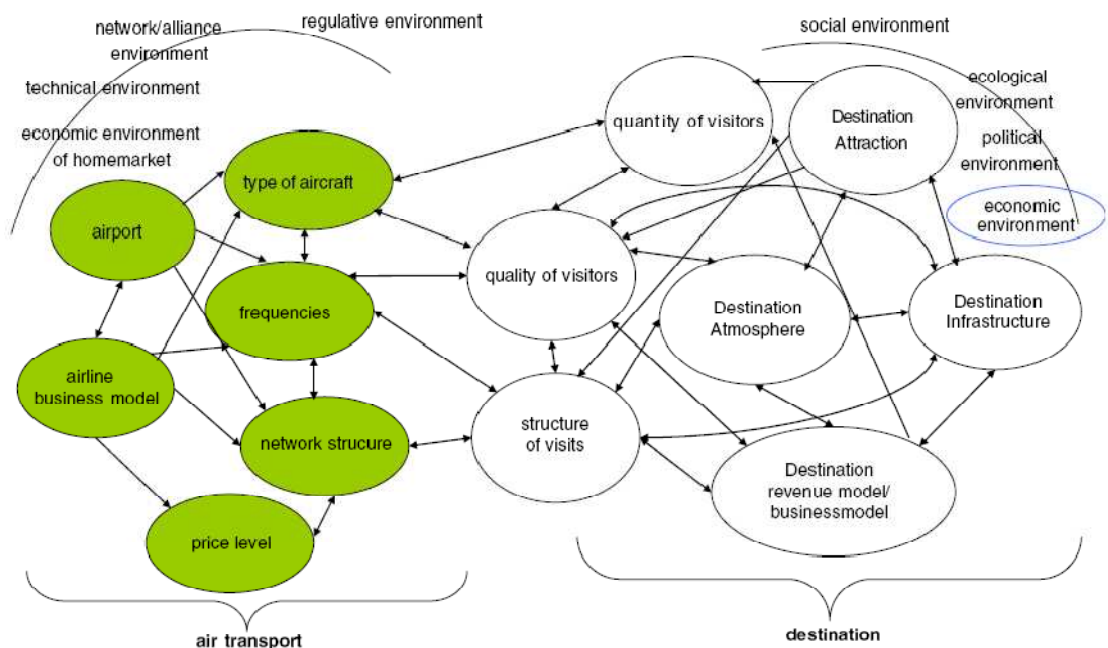 network/alliance
environment
regulative environment
technical environment
economic environment
of homemarket
social environment
ecological
environment
political
environment
economic
environment
type of aircraft
airport
frequencies
airline
business model
network strucure
price level
quantity of visitors
quality of visitors
structure
of visits
Destination
Attraction
Destination
Atmosphere
Destination
Infrastructure
Destination
revenue model/
businessmodel
air transport
destination